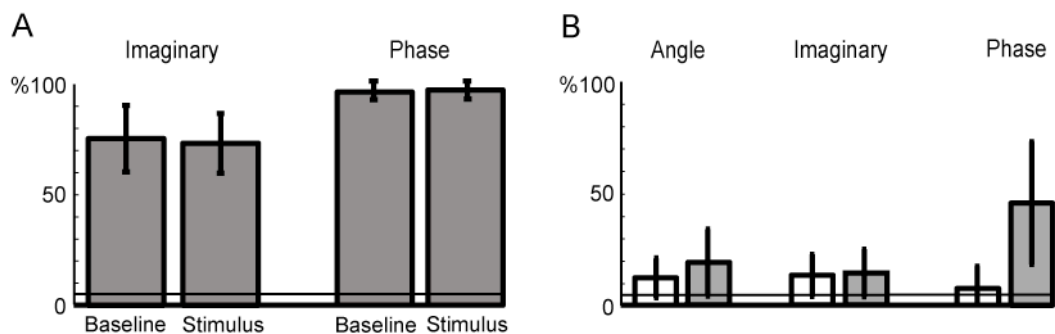 A
Imaginary Phase
%100
50
0
Baseline Stimulus Baseline Stimulus
B
Angle Imaginary Phase
%100
50
0